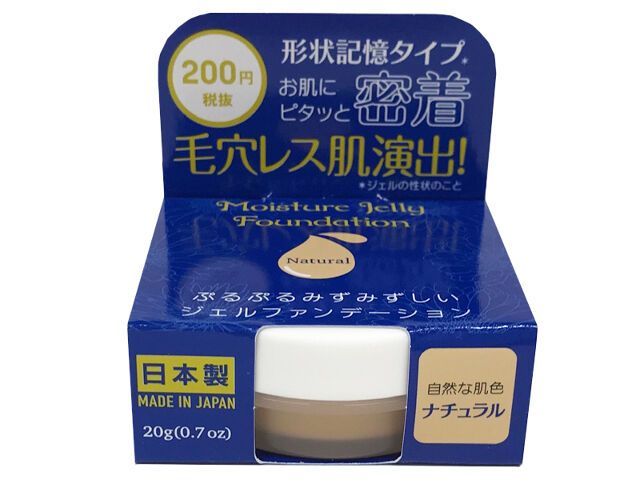 200円
税抜
形状記憶タイプ*
お肌に
ピタッと
密着
毛穴レス肌演出!
*ジェルの性状のこと
Moisture Jelly
Foundation
Natural
ぷるぷるみずみずしい
ジェルファンデーション
日本製
MADE IN JAPAN
20g(0.7 oz)
自然な肌色
ナチュラル